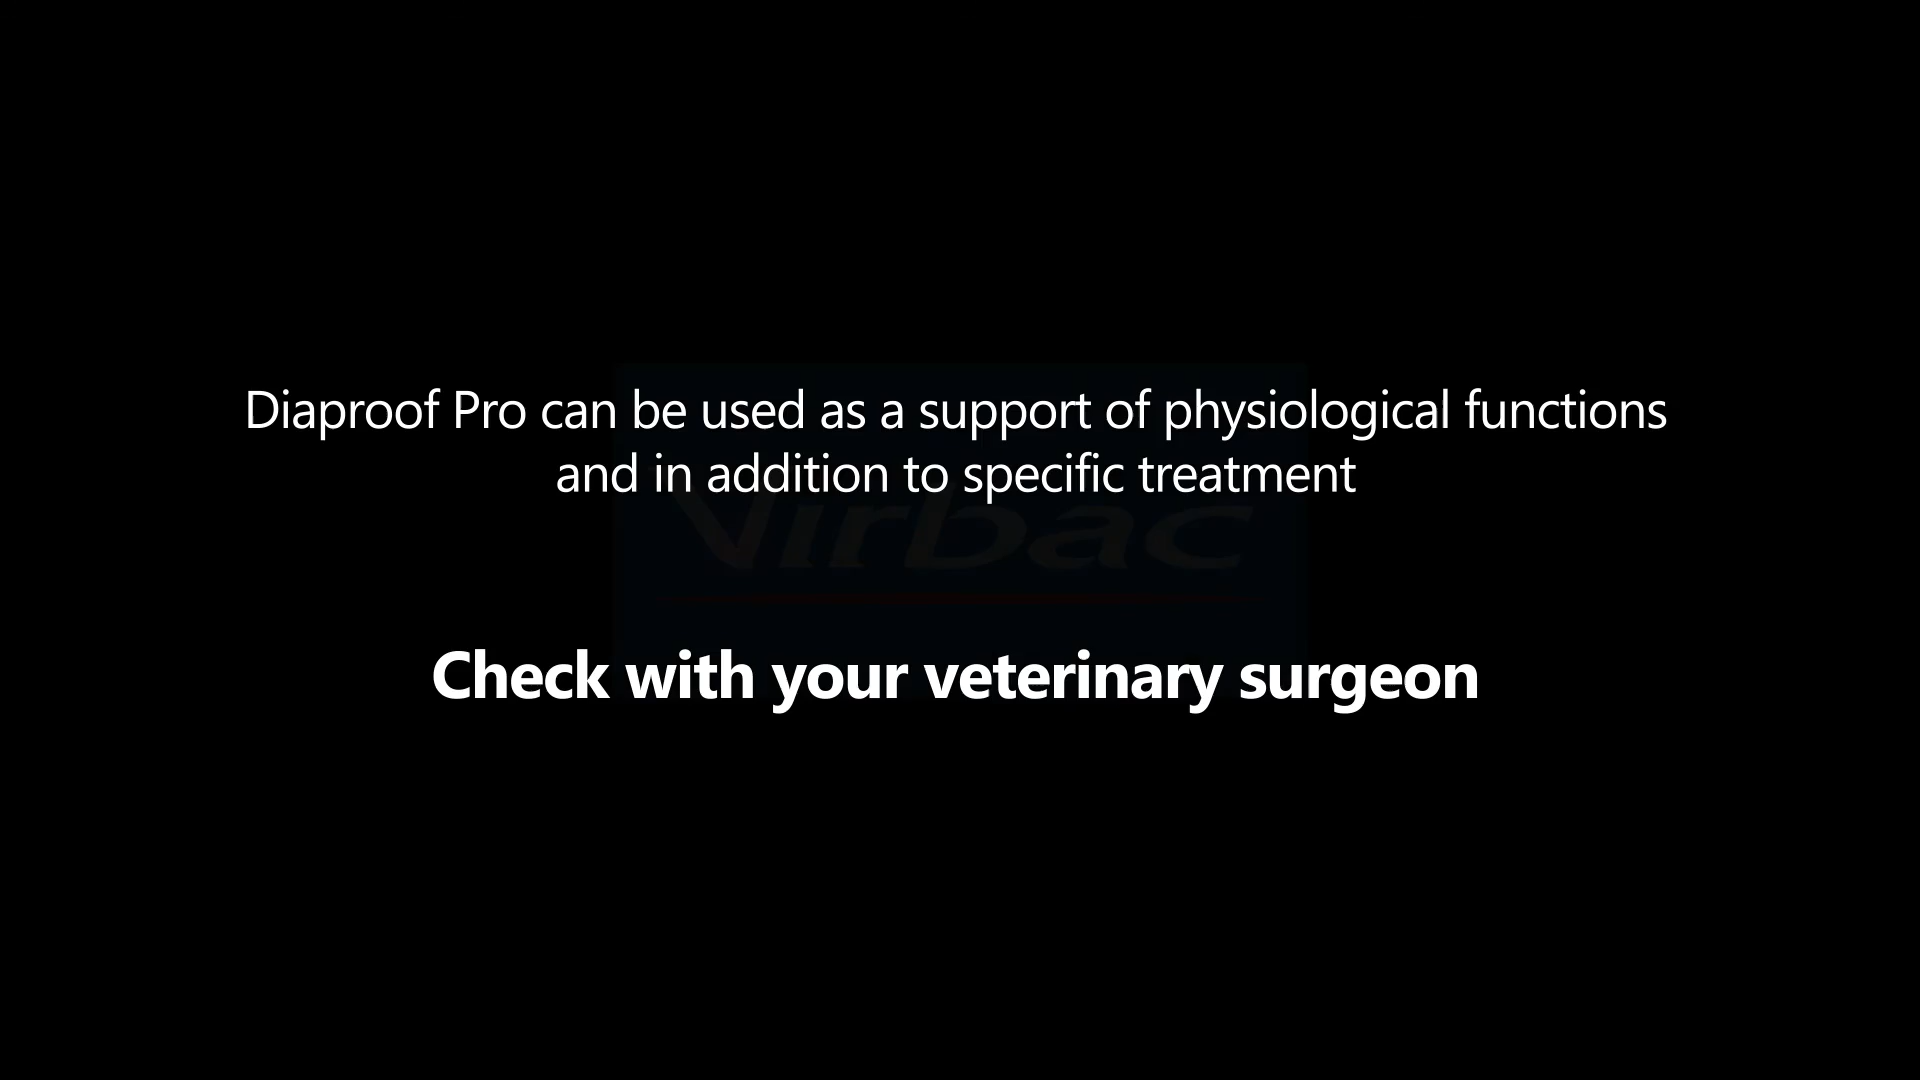 Diaproof Pro can be used as a support of physiological functions
and in addition to specific treatment
Virbac
Check with your veterinary surgeon